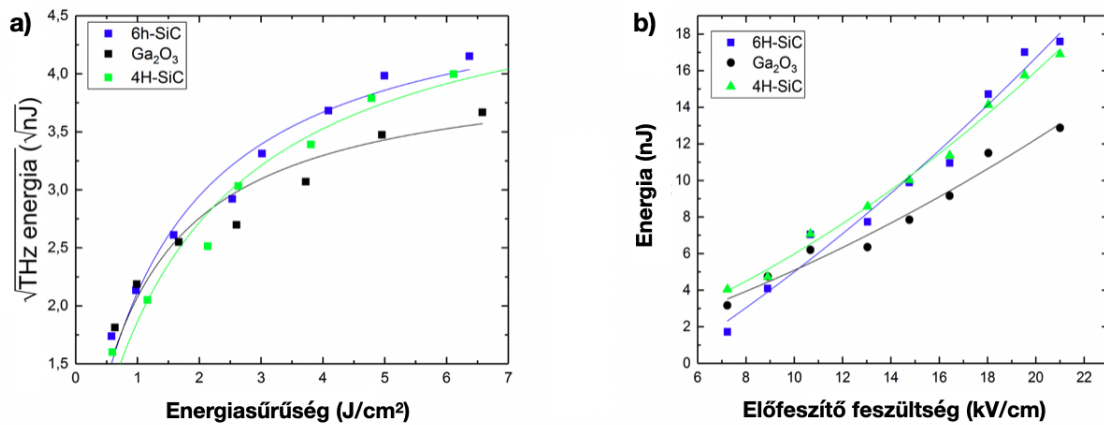 a)
6h-SiC
Ga₂O₃
4H-SiC
√THz energia (√nJ)
4,5
4,0
3,5
3,0
2,5
2,0
1,5
0 1 2 3 4 5 6 7
Energiasűrűség (J/cm²)
b)
6H-SiC
Ga₂O₃
4H-SiC
Energia (nJ)
18
16
14
12
10
8
6
4
2
0
6 8 10 12 14 16 18 20 22
Előfeszítő feszültség (kV/cm)